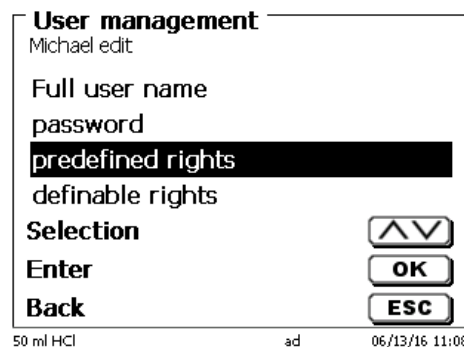 User management
Michael edit
Full user name
password
predefined rights
definable rights
Selection
Enter OK
Back ESC
50 ml HCl ad 06/13/16 11:08